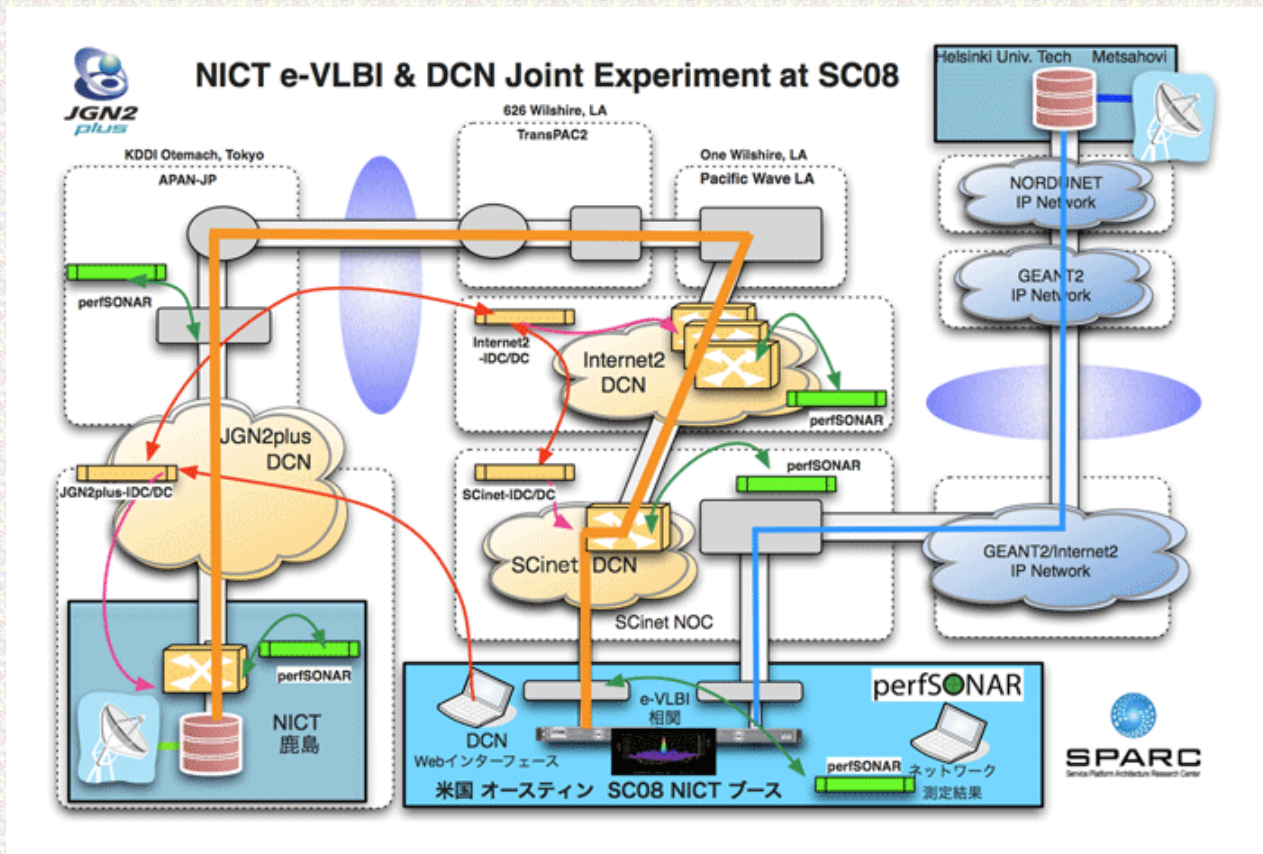 JGN2
plus
NICT e-VLBI & DCN Joint Experiment at SC08
Helsinki Univ. Tech Metsahovi
626 Wilshire, LA
TransPAC2
KDDI Otemach, Tokyo
APAN-JP
One Wilshire, LA
Pacific Wave LA
NORDUNET
IP Network
perfSONAR
GEANT2
IP Network
Internet2
-IDC/DC
Internet2
DCN
perfSONAR
JGN2plus
DCN
JGN2plus-IDC/DC
SCinet-IDC/DC
perfSONAR
SCinet DCN
GEANT2/Internet2
IP Network
SCinet NOC
perfSONAR
NICT
鹿島
e-VLBI
相関
perfSONAR
DCN
Webインターフェース
perfSONAR
ネットワーク
測定結果
米国 オースティン SC08 NICT ブース
SPARC
Service Platform Architecture Research Center